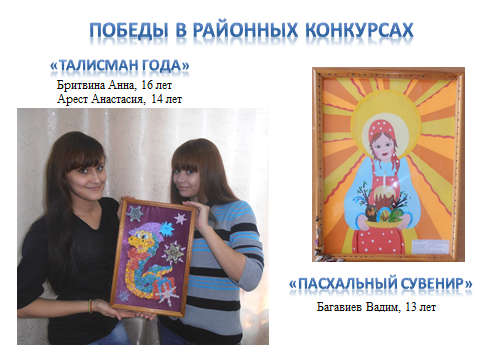 ПОБЕДЫ В РАЙОННЫХ КОНКУРСАХ
«ТАЛИСМАН ГОДА»
Бритвина Анна, 16 лет
Арест Анастасия, 14 лет
«ПАСХАЛЬНЫЙ СУВЕНИР»
Багавиев Вадим, 13 лет